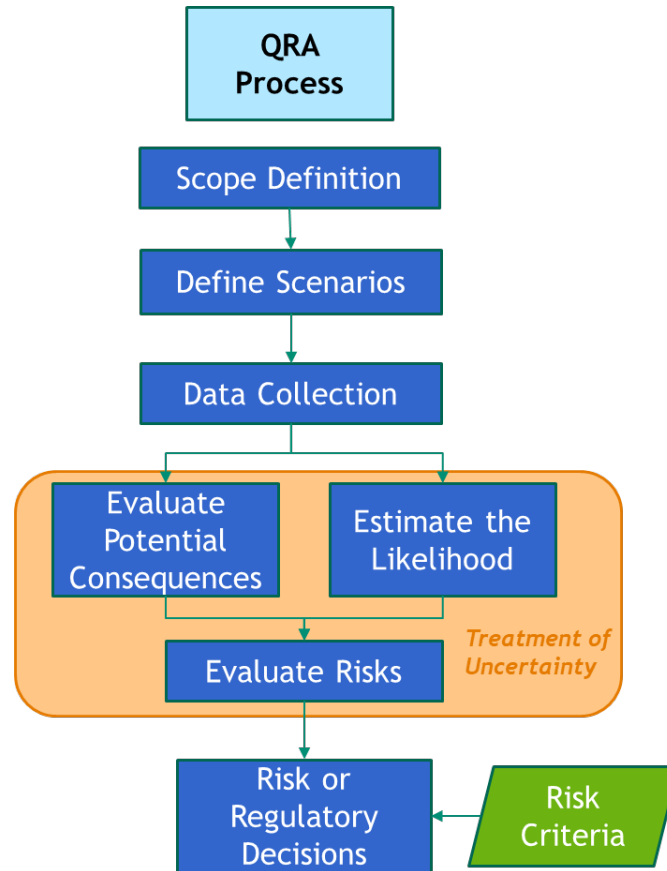 QRA
Process
Scope Definition
Define Scenarios
Data Collection
Evaluate
Potential
Consequences
Estimate the
Likelihood
Treatment of
Uncertainty
Evaluate Risks
Risk or
Regulatory
Decisions
Risk
Criteria